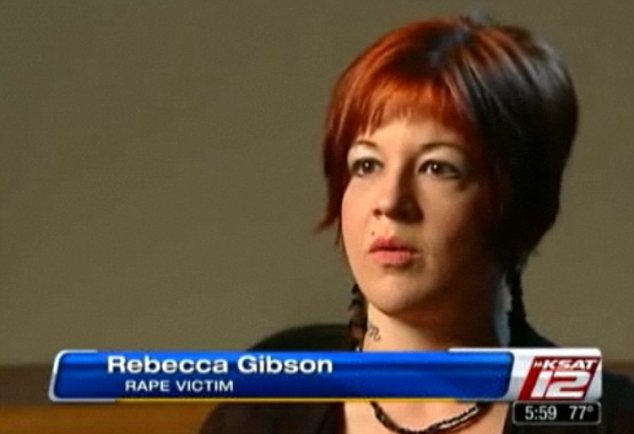 Rebecca Gibson
RAPE VICTIM
KSAT
12
5:59 77°